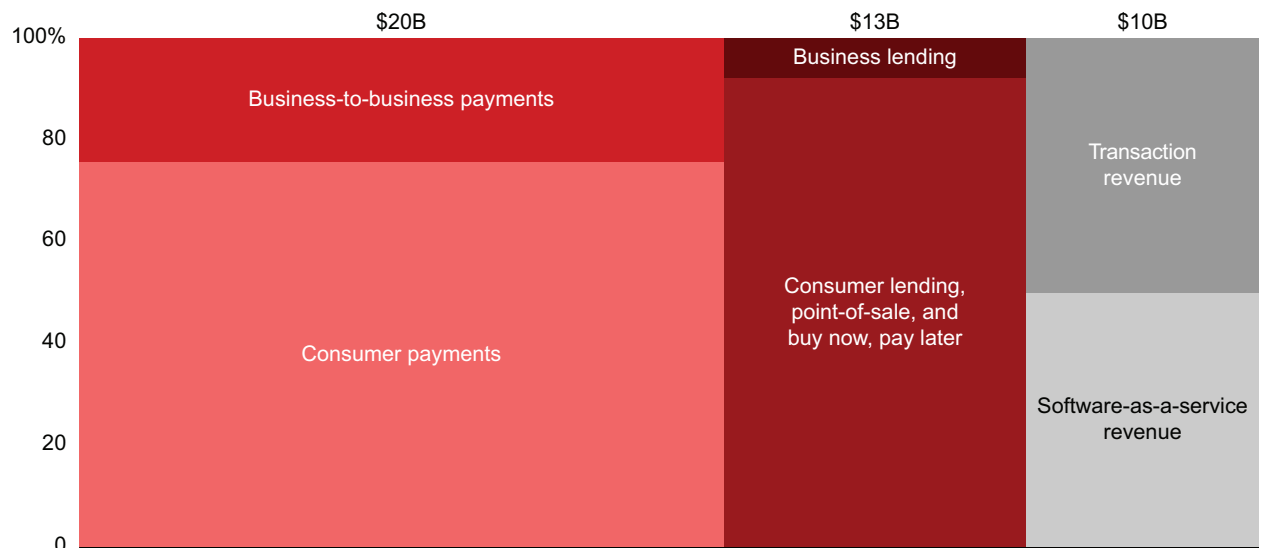 $20B
$13B
$10B
100%
80
60
40
20
0
Business-to-business payments
Consumer payments
Business lending
Consumer lending,
point-of-sale, and
buy now, pay later
Transaction
revenue
Software-as-a-service
revenue